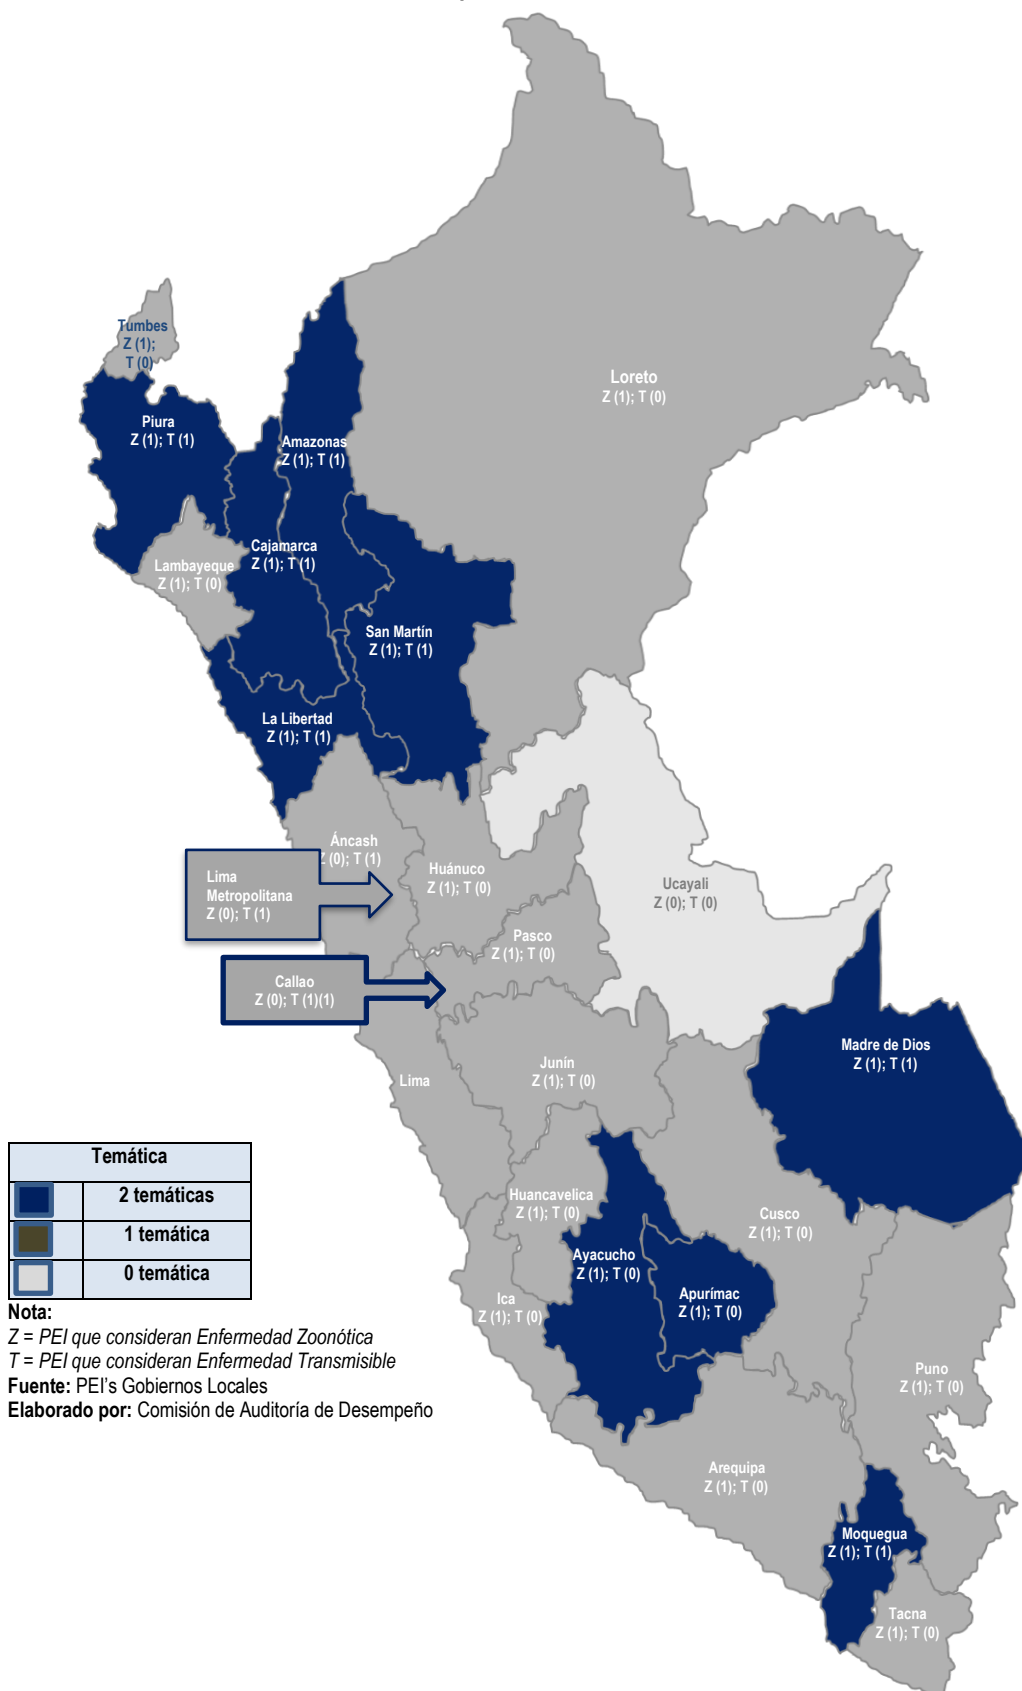 Tumbes
Z (1);
T (0)
Loreto
Z (1); T (0)
Piura
Z (1); T (1)
Amazonas
Z (1); T (1)
Cajamarca
Z (1); T (1)
Lambayeque
Z (1); T (0)
San Martín
Z (1); T (1)
La Libertad
Z (1); T (1)
Áncash
Z (0); T (1)
Huánuco
Z (1); T (0)
Ucayali
Z (0); T (0)
Lima
Metropolitana
Z (0); T (1)
Pasco
Z (1); T (0)
Callao
Z (0); T (1)(1)
Madre de Dios
Z (1); T (1)
Junín
Z (1); T (0)
Lima
Huancavelica
Z (1); T (0)
Cusco
Z (1); T (0)
Ayacucho
Z (1); T (0)
Apurímac
Z (1); T (0)
Ica
Z (1); T (0)
Puno
Z (1); T (0)
Arequipa
Z (1); T (0)
Moquegua
Z (1); T (1)
Tacna
Z (1); T (0)
Temática
2 temáticas
1 temática
0 temática
Nota:
Z = PEI que consideran Enfermedad Zoonótica
T = PEI que consideran Enfermedad Transmisible
Fuente: PEI's Gobiernos Locales
Elaborado por: Comisión de Auditoría de Desempeño